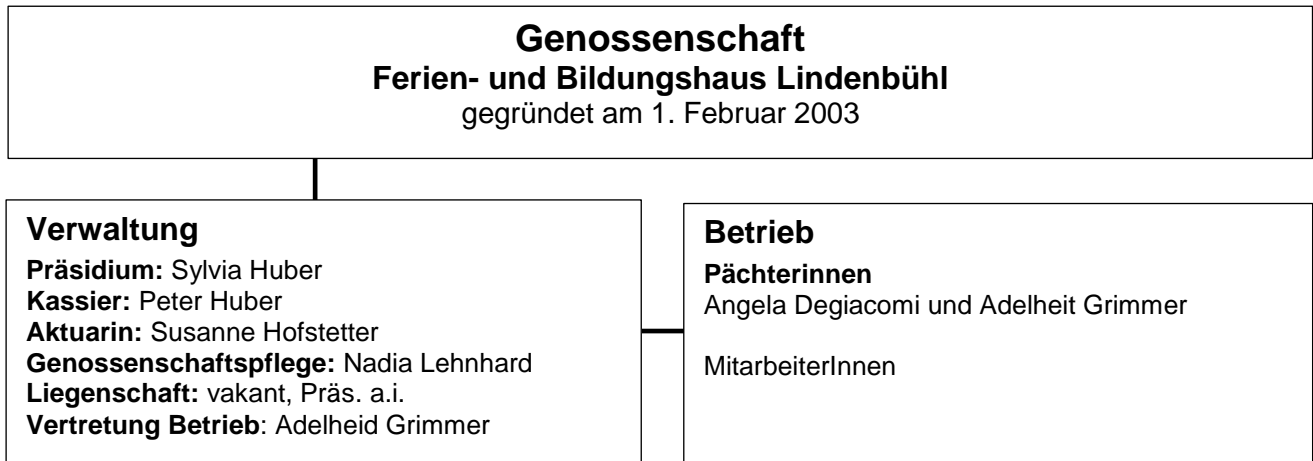 Genossenschaft
Ferien- und Bildungshaus Lindenbühl
gegründet am 1. Februar 2003
Verwaltung
Präsidium: Sylvia Huber
Kassier: Peter Huber
Aktuarin: Susanne Hofstetter
Genossenschaftspflege: Nadia Lehnhard
Liegenschaft: vakant, Präs. a.i.
Vertretung Betrieb: Adelheid Grimmer
Betrieb
Pächterinnen
Angela Degiacomi und Adelheit Grimmer
MitarbeiterInnen